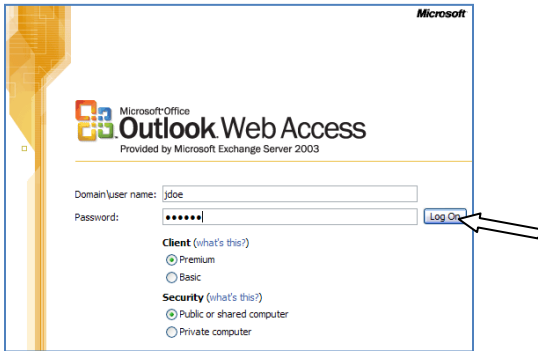 Microsoft
Microsoft Office
Outlook Web Access
Provided by Microsoft Exchange Server 2003
Domain\user name: jdoe
Password: •••••• Log On
Client (what's this?)
Premium
Basic
Security (what's this?)
Public or shared computer
Private computer